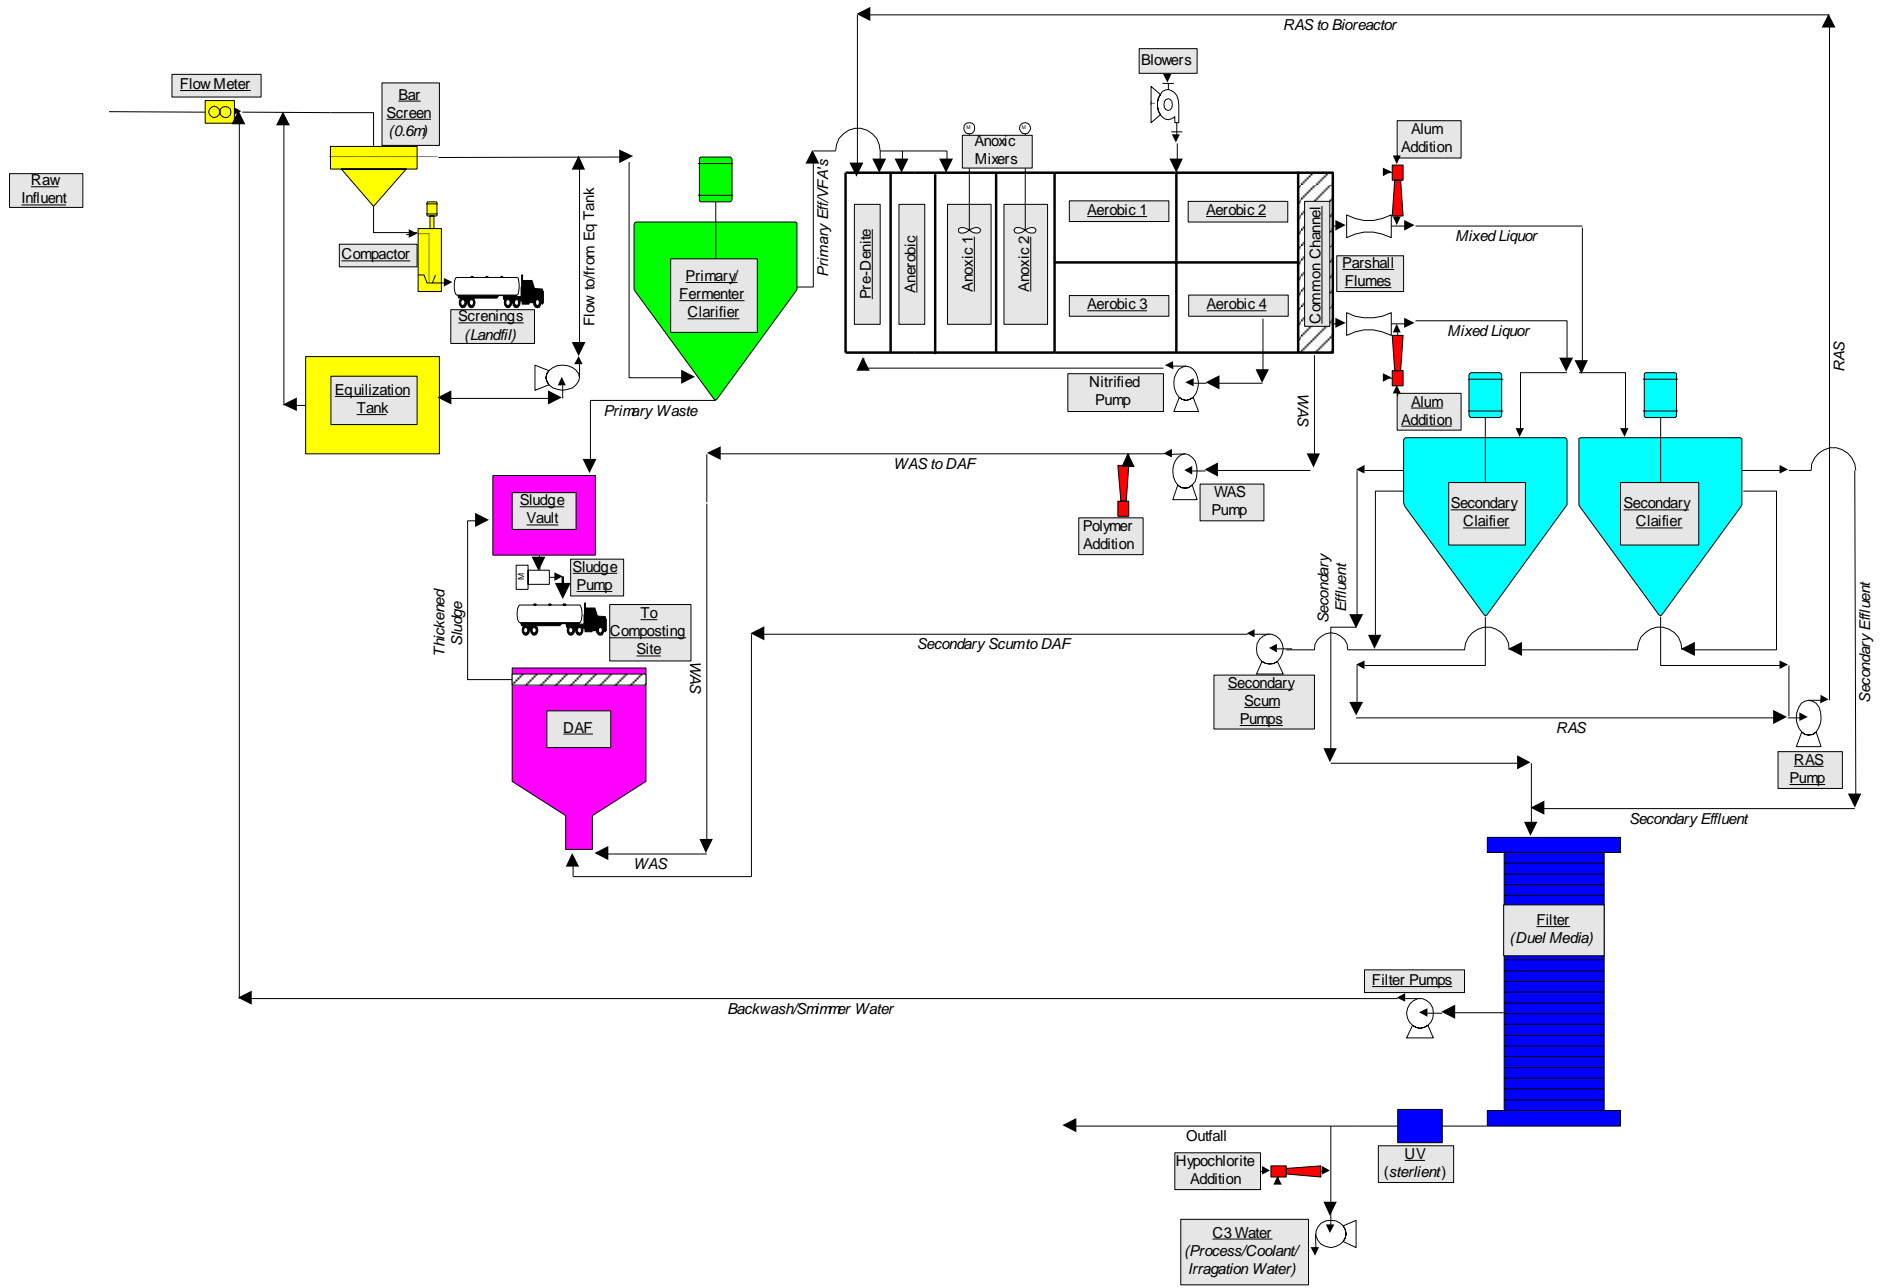 RAS to Bioreactor
Blowers
Flow Meter
Bar
Screen
(0.6m)
Alum
Addition
Anoxic
Mixers
Raw
Influent
Flow to/from Eq Tank
Primary Eff/VFA's
Pre-Denite
Anerobic
Anoxic 1
Anoxic 2
Aerobic 1
Aerobic 2
Aerobic 3
Aerobic 4
Common Channel
Mixed Liquor
Parshall
Flumes
Mixed Liquor
Compactor
Primary/
Fermenter
Clarifier
Screnings
(Landfil)
Equilization
Tank
Nitrified
Pump
Alum
Addition
RAS
Primary Waste
WAS
WAS to DAF
WAS
Pump
Polymer
Addition
Sludge
Vault
Secondary
Claifier
Secondary
Claifier
Sludge
Pump
To
Composting
Site
Thickened
Sludge
WAS
Secondary
Effluent
Secondary Effluent
Secondary Scum to DAF
Secondary
Scum
Pumps
RAS
RAS
Pump
DAF
Secondary Effluent
WAS
Filter
(Duel Media)
Filter Pumps
Backwash/Smimmer Water
Outfall
UV
(sterlient)
Hypochlorite
Addition
C3 Water
(Process/Coolant/
Irragation Water)
M
M
M